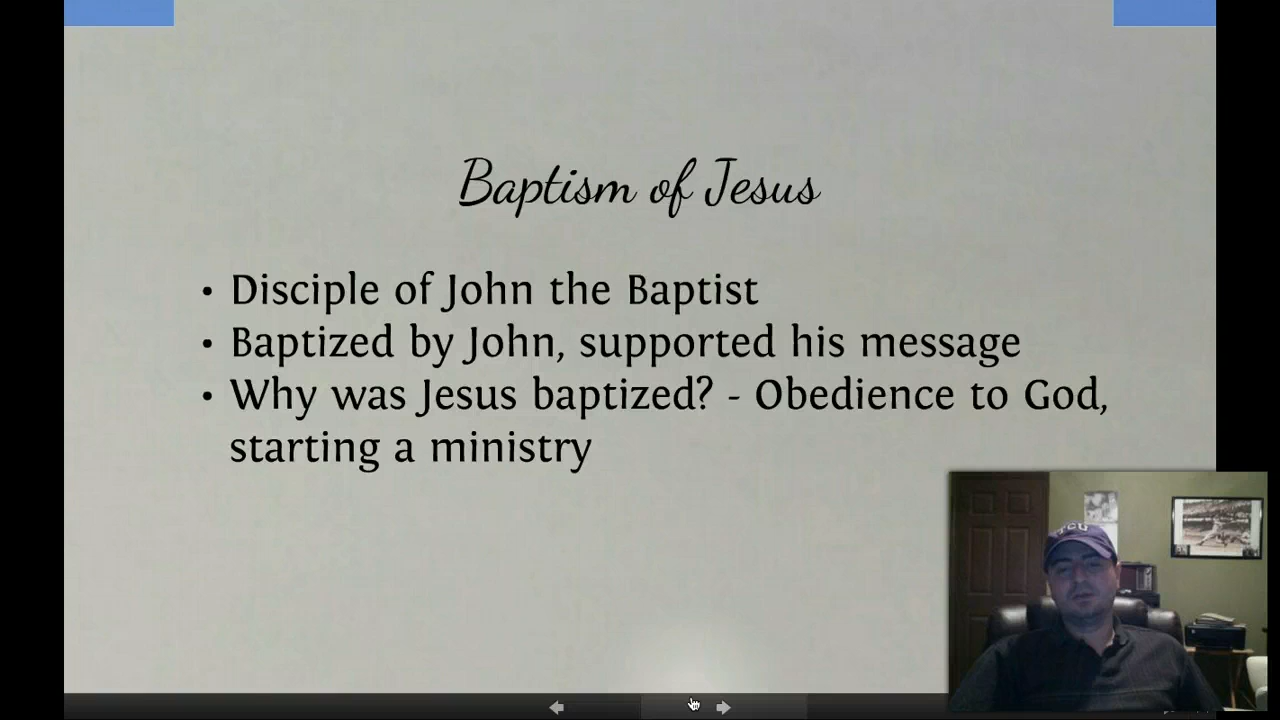 Baptism of Jesus
• Disciple of John the Baptist
• Baptized by John, supported his message
• Why was Jesus baptized? - Obedience to God,
starting a ministry
TCU